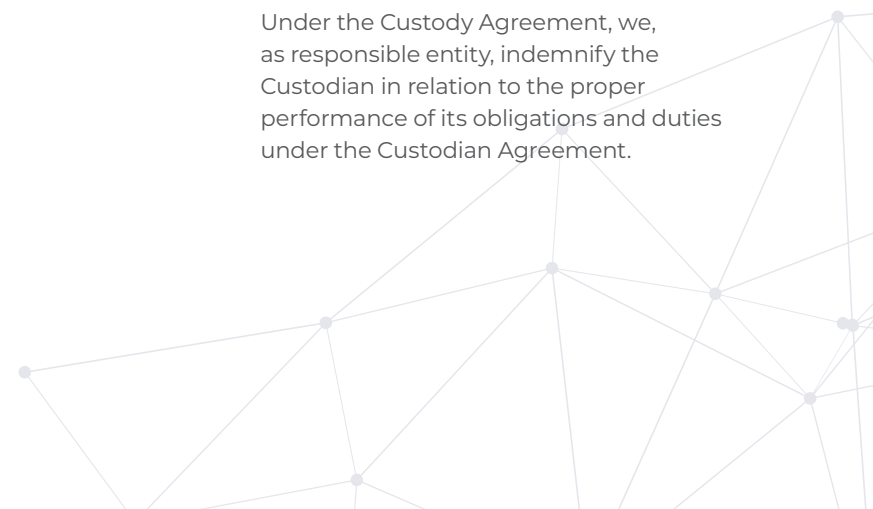 Under the Custody Agreement, we,
as responsible entity, indemnify the
Custodian in relation to the proper
performance of its obligations and duties
under the Custodian Agreement.